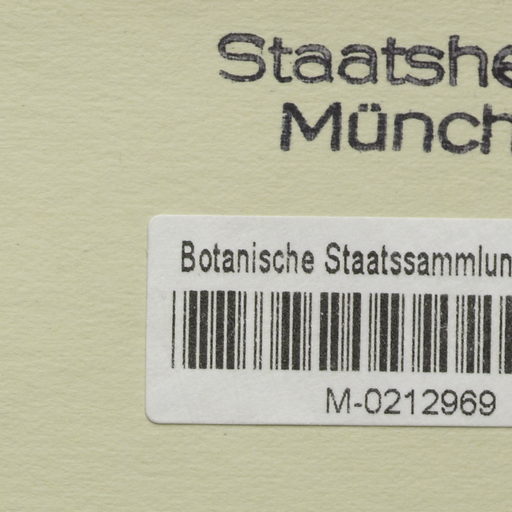 Staatshe
Münch
Botanische Staatssammlun
M-0212969